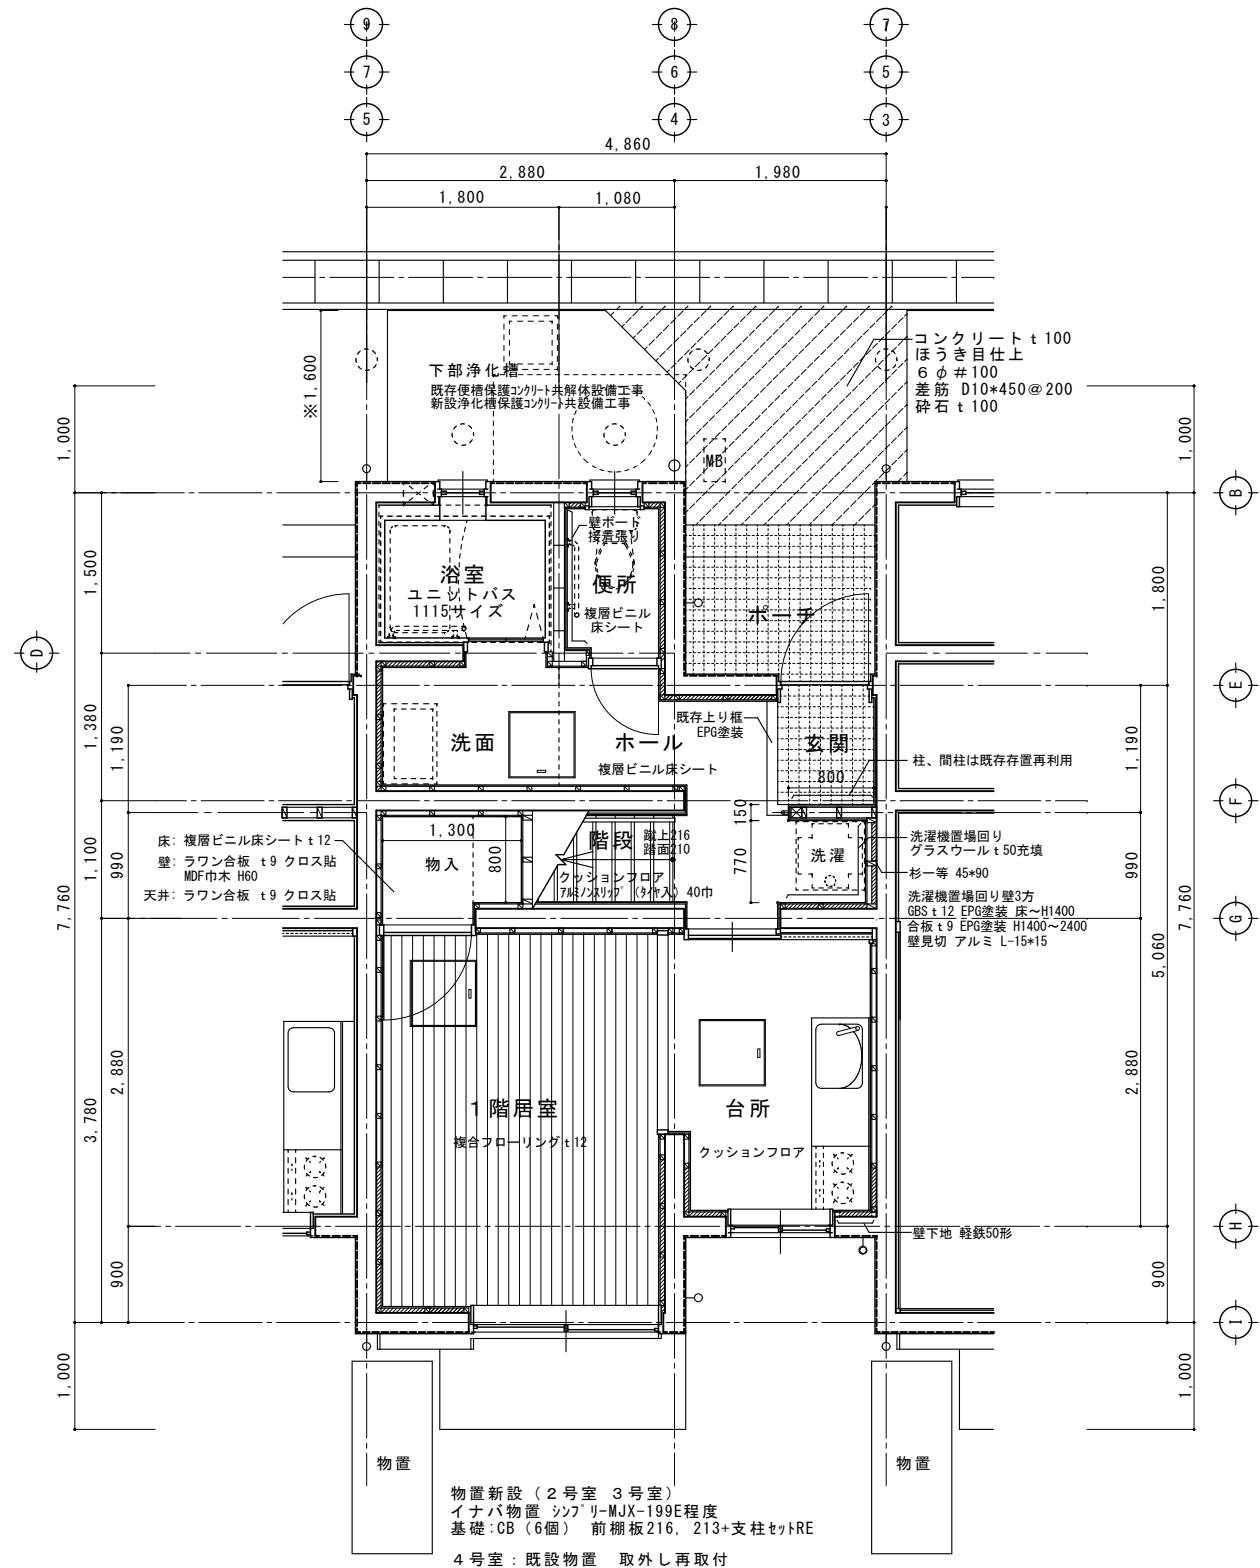 9 8 7
7 6 5
5 4 3
4,860
2,880 1,980
1,800 1,080
※1,600
下部浄化槽
既存便槽保護コンクリート共解体設備工事
新設浄化槽保護コンクリート共設備工事
コンクリート t 100
ほうき目仕上
6 φ #100
差筋 D10*450@200
砕石 t 100
MB
1,000
1,000
B
D
E
F
G
H
I
1,500
1,380
1,190
1,100
990
7,760
3,780
2,880
900
1,000
1,800
1,190
990
7,760
5,060
2,880
900
1,000
浴室
ユニットバス
1115サイズ
壁ボード
接着張り
便所
複層ビニル
床シート
ポーチ
洗面
ホール
複層ビニル床シート
既存上り框
EPG塗装
玄関
800
柱、間柱は既存存置再利用
150
770
床: 複層ビニル床シート t 12
壁: ラワン合板 t9 クロス貼
MDF巾木 H60
天井: ラワン合板 t9 クロス貼
1,300
物入
800
階段
蹴上216
踏面210
クッションフロア
アルミノンスリップ (タイヤ入) 40巾
洗濯
洗濯機置場回り
グラスウール t 50充填
杉一等 45*90
洗濯機置場回り壁3方
GBS t 12 EPG塗装 床～H1400
合板 t 9 EPG塗装 H1400～2400
壁見切 アルミ L-15*15
1階居室
複合フローリング t 12
台所
クッションフロア
壁下地 軽鉄50形
物置
物置
物置新設 (2号室 3号室)
イナバ物置 シンプリーMJX-199E程度
基礎:CB (6個) 前棚板216, 213+支柱セットRE
4号室:既設物置 取外し再取付